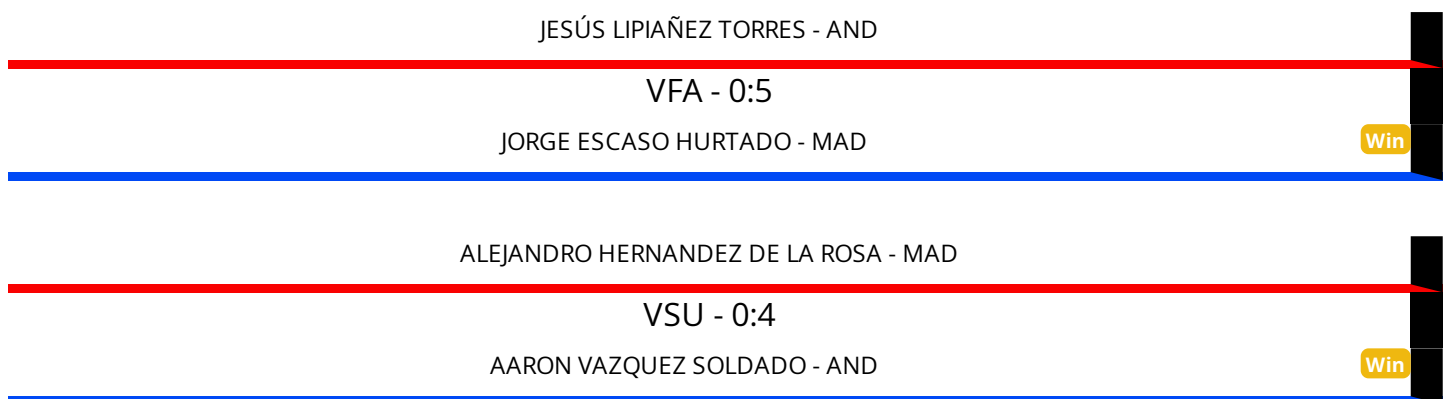 JESÚS LIPIAÑEZ TORRES - AND
VFA - 0:5
JORGE ESCASO HURTADO - MAD
Win
ALEJANDRO HERNANDEZ DE LA ROSA - MAD
VSU - 0:4
AARON VAZQUEZ SOLDADO - AND
Win